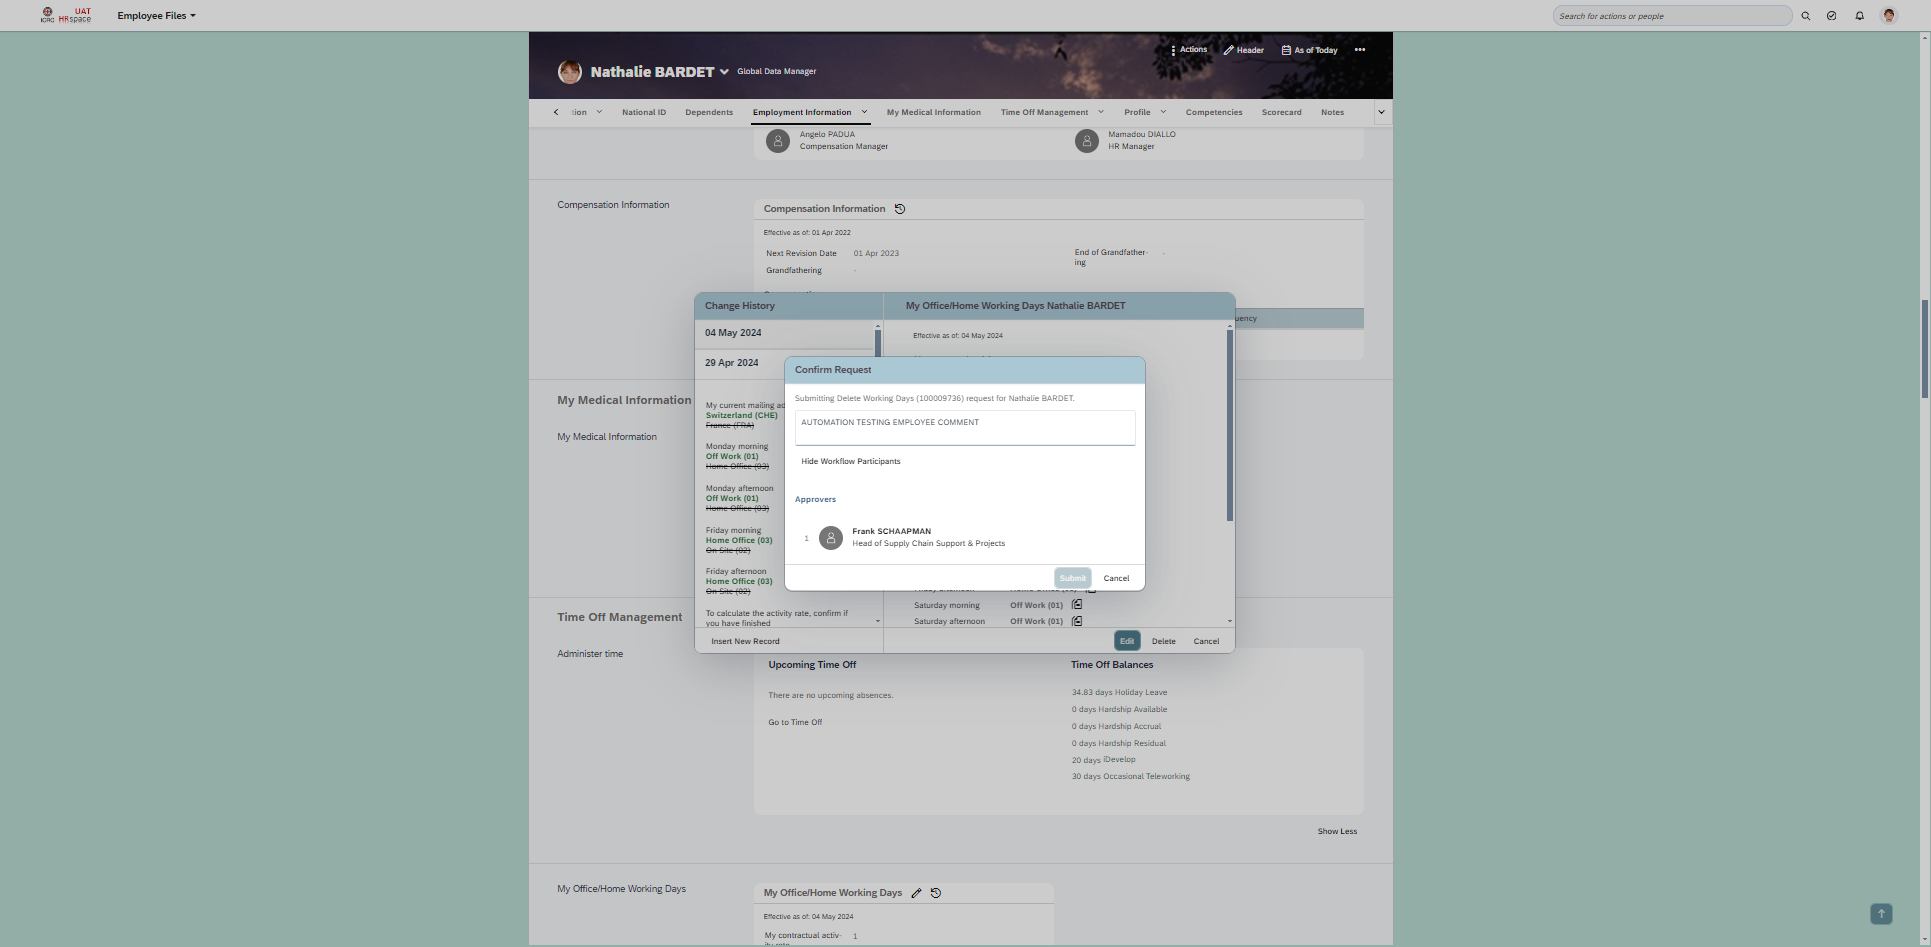 ICRC
UAT
HRspace
Employee Files
Search for actions or people
Actions
Header
As of Today
Nathalie BARDET
Global Data Manager
tion
National ID
Dependents
Employment Information
My Medical Information
Time Off Management
Profile
Competencies
Scorecard
Notes
Angelo PADUA
Compensation Manager
Mamadou DIALLO
HR Manager
Compensation Information
Compensation Information
Effective as of: 01 Apr 2022
Next Revision Date
01 Apr 2023
End of Grandfather-
ing
-
Grandfathering
-
uency
Change History
My Office/Home Working Days Nathalie BARDET
04 May 2024
Effective as of: 04 May 2024
29 Apr 2024
Confirm Request
Submitting Delete Working Days (100009736) request for Nathalie BARDET.
AUTOMATION TESTING EMPLOYEE COMMENT
Hide Workflow Participants
Approvers
1
Frank SCHAAPMAN
Head of Supply Chain Support & Projects
Submit
Cancel
My current mailing ad
Switzerland (CHE)
France (FRA)
Monday morning
Off Work (01)
Home Office (03)
Monday afternoon
Off Work (01)
Home Office (03)
Friday morning
Home Office (03)
On Site (02)
Friday afternoon
Home Office (03)
On Site (02)
To calculate the activity rate, confirm if
you have finished
Saturday morning
Off Work (01)
Saturday afternoon
Off Work (01)
Insert New Record
Edit
Delete
Cancel
My Medical Information
My Medical Information
Time Off Management
Administer time
Upcoming Time Off
There are no upcoming absences.
Go to Time Off
Time Off Balances
34.83 days Holiday Leave
0 days Hardship Available
0 days Hardship Accrual
0 days Hardship Residual
20 days iDevelop
30 days Occasional Teleworking
Show Less
My Office/Home Working Days
My Office/Home Working Days
Effective as of: 04 May 2024
My contractual activ-
1